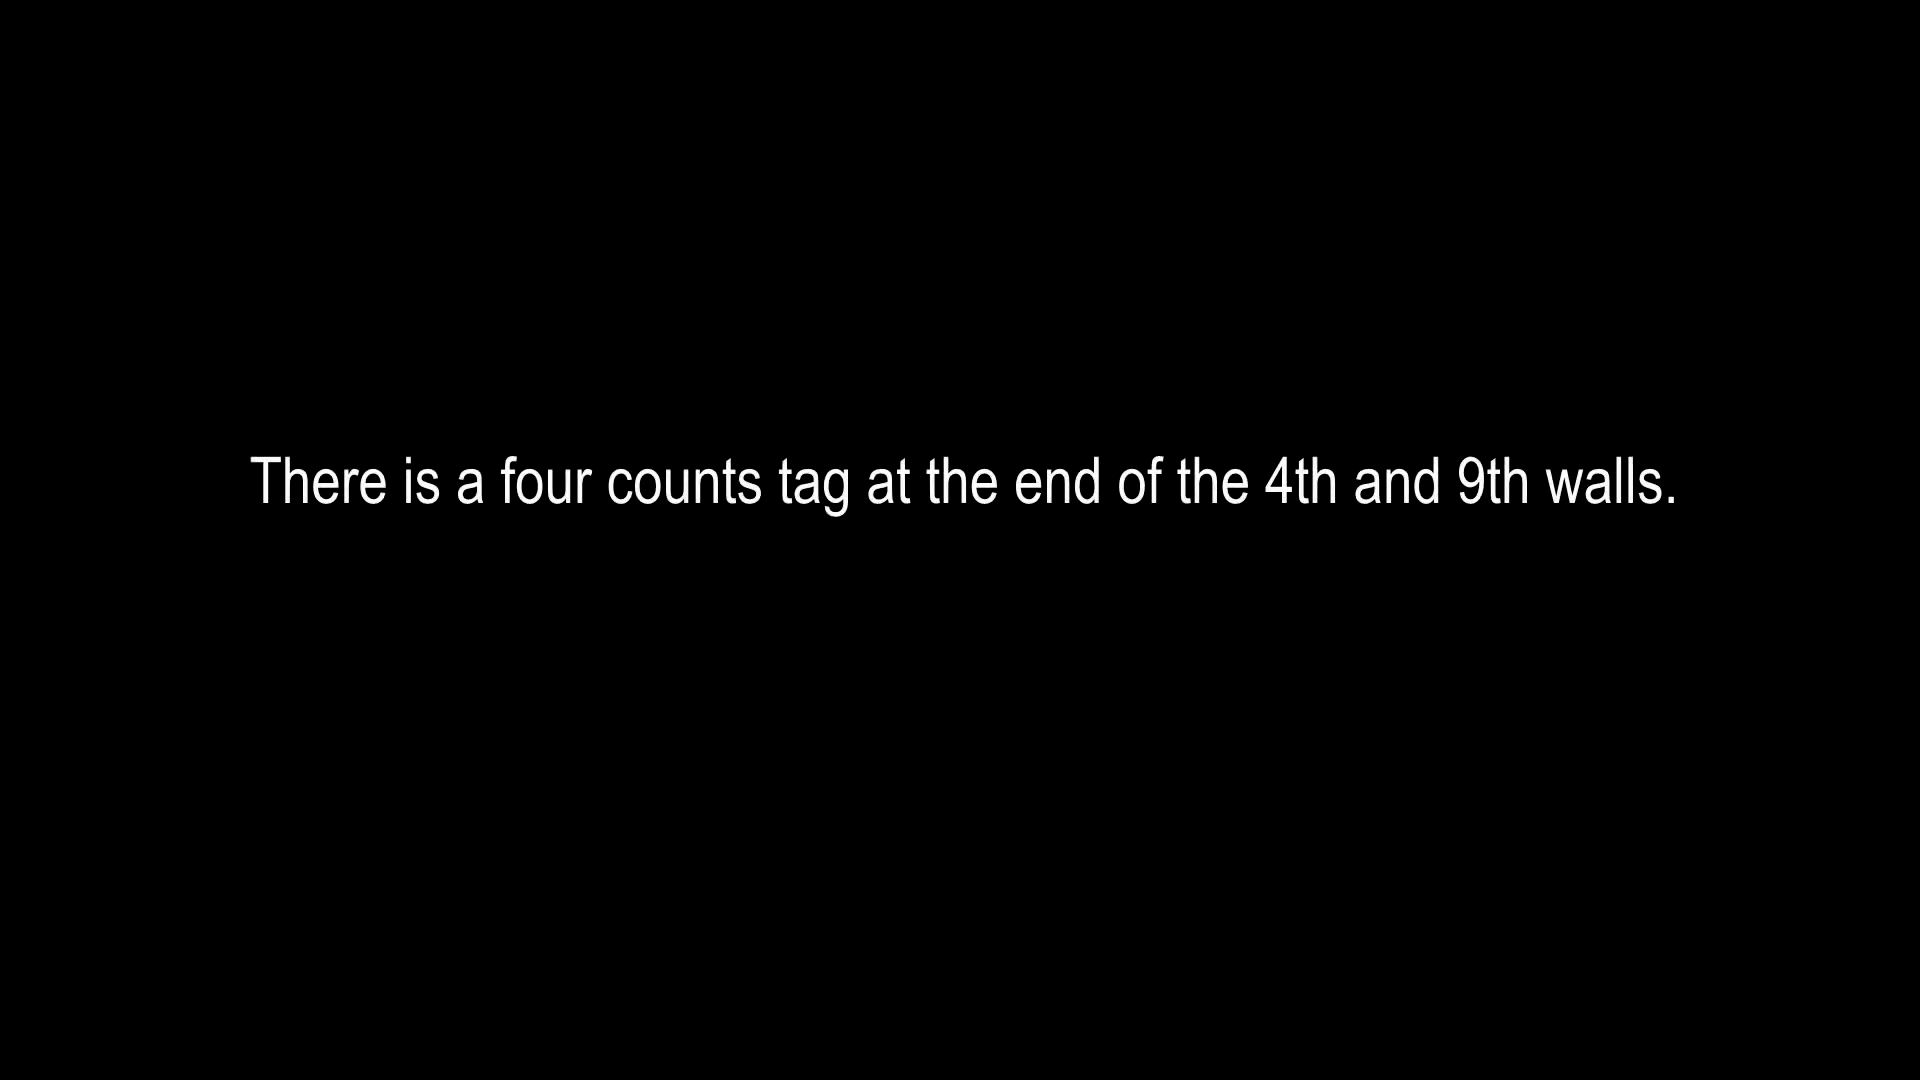 There is a four counts tag at the end of the 4th and 9th walls.